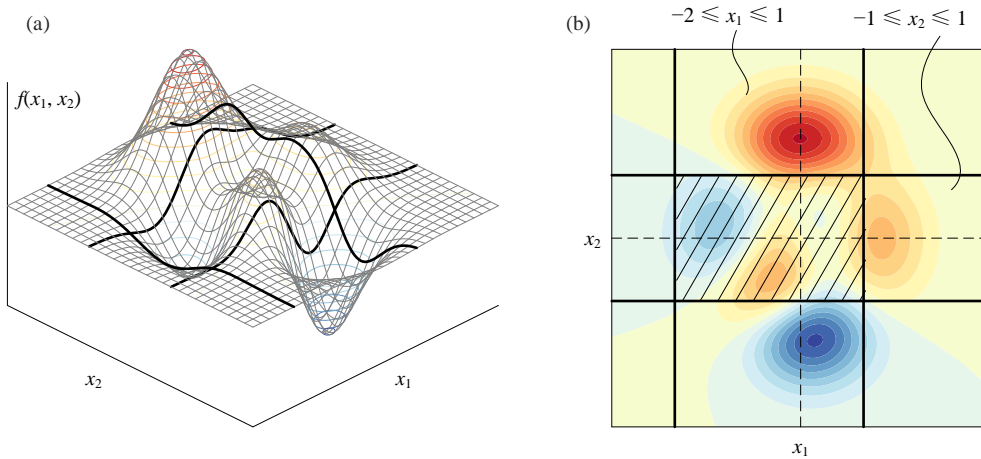 (a)
f(x₁, x₂)
x₂
x₁
(b)
−2 ⩽ x₁ ⩽ 1
−1 ⩽ x₂ ⩽ 1
x₂
x₁